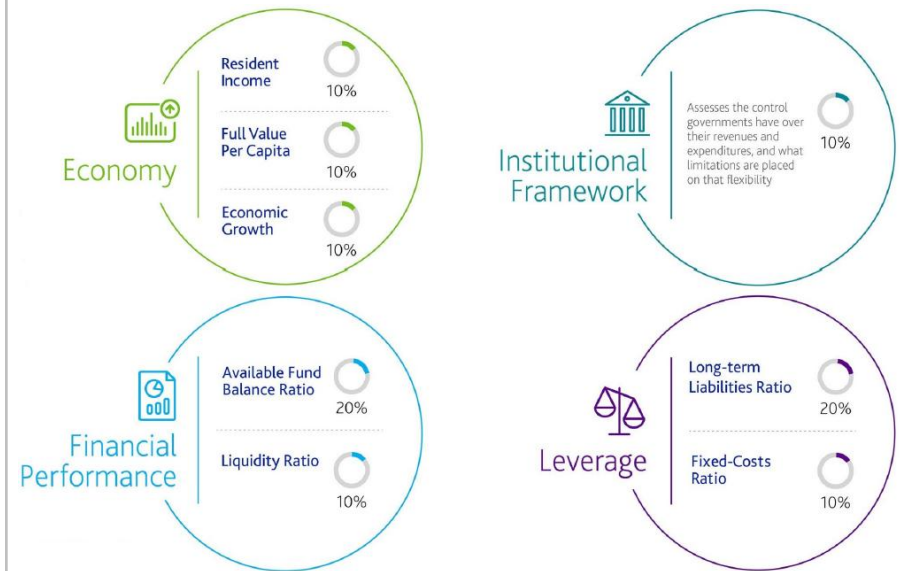 Economy
Resident
Income
10%
Full Value
Per Capita
10%
Economic
Growth
10%
Institutional
Framework
Assesses the control
governments have over
their revenues and
expenditures, and what
limitations are placed
on that flexibility
10%
Financial
Performance
Available Fund
Balance Ratio
20%
Liquidity Ratio
10%
Leverage
Long-term
Liabilities Ratio
20%
Fixed-Costs
Ratio
10%